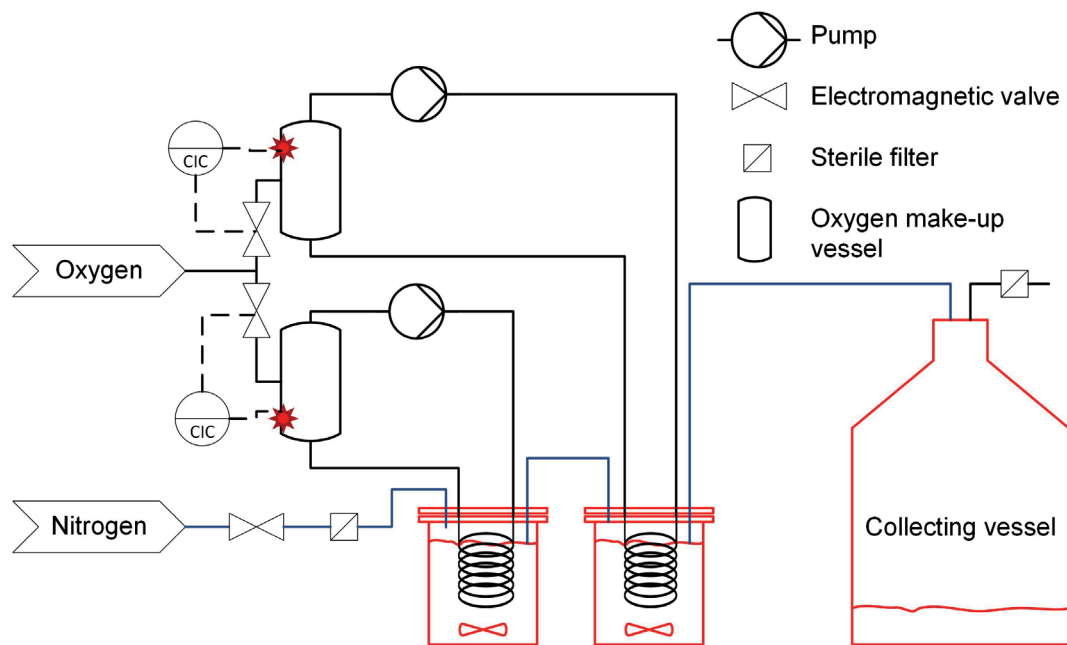 Pump
Electromagnetic valve
CIC
Sterile filter
Oxygen make-up
vessel
Oxygen
CIC
Nitrogen
Collecting vessel